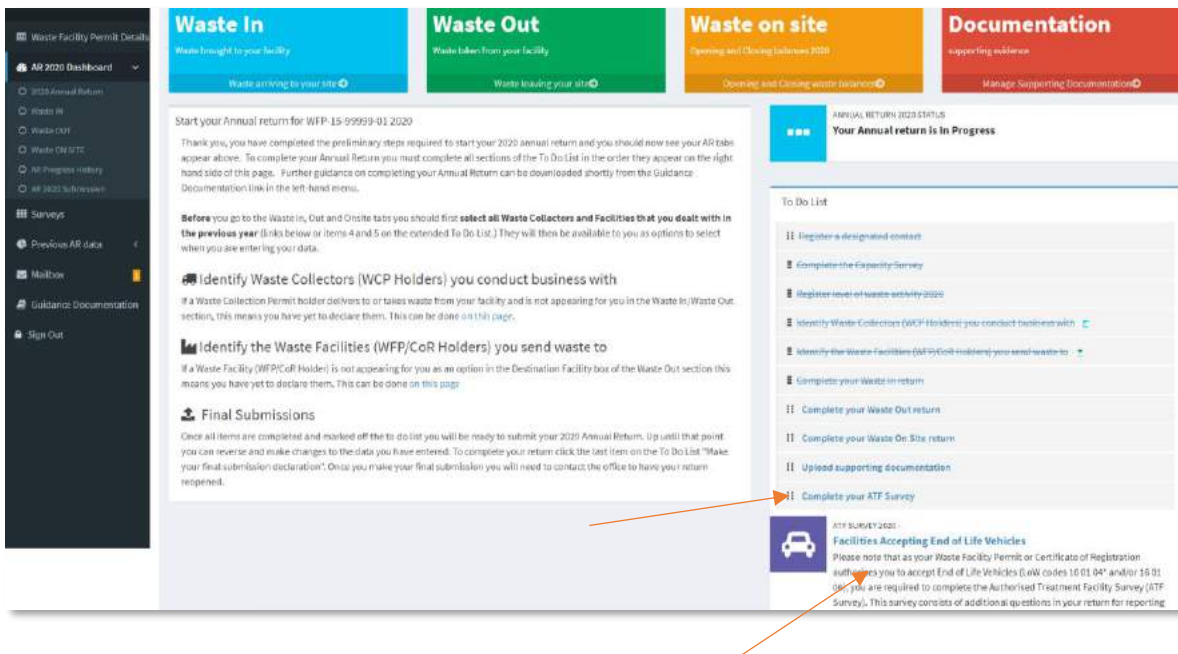 Waste Facility Permit Details
AR 2020 Dashboard
2020 Annual Return
Waste IN
Waste OUT
Waste ON SITE
AR Progress History
AR 2020 Submission
Surveys
Previous AR data
Mailbox
Guidance Documentation
Sign Out
Waste In
Waste brought to your facility
Waste arriving to your site
Waste Out
Waste taken from your facility
Waste leaving your site
Waste on site
Opening and Closing balances 2020
Opening and Closing waste balances
Documentation
supporting evidence
Manage Supporting Documentation
Start your Annual return for WFP-15-99999-01 2020
Thank you, you have completed the preliminary steps required to start your 2020 annual return and you should now see your AR tabs
appear above. To complete your Annual Return you must complete all sections of the To Do List in the order they appear on the right
hand side of this page. Further guidance on completing your Annual Return can be downloaded shortly from the Guidance
Documentation link in the left-hand menu.
Before you go to the Waste In, Out and Onsite tabs you should first select all Waste Collectors and Facilities that you dealt with in
the previous year (links below or items 4 and 5 on the extended To Do List.) They will then be available to you as options to select
when you are entering your data.
Identify Waste Collectors (WCP Holders) you conduct business with
If a Waste Collection Permit holder delivers to or takes waste from your facility and is not appearing for you in the Waste In/Waste Out
section, this means you have yet to declare them. This can be done on this page.
Identify the Waste Facilities (WFP/CoR Holders) you send waste to
If a Waste Facility (WFP/CoR Holder) is not appearing for you as an option in the Destination Facility box of the Waste Out section this
means you have yet to declare them. This can be done on this page
Final Submissions
Once all items are completed and marked off the to do list you will be ready to submit your 2020 Annual Return. Up until that point
you can reverse and make changes to the data you have entered. To complete your return click the last item on the To Do List "Make
your final submission declaration". Once you make your final submission you will need to contact the office to have your return
reopened.
ANNUAL RETURN 2020 STATUS
Your Annual return is In Progress
To Do List
Register a designated contact
Complete the Capacity Survey
Register level of waste activity 2020
Identify Waste Collectors (WCP Holders) you conduct business with
Identify the Waste Facilities (WFP/CoR Holders) you send waste to
Complete your Waste In return
Complete your Waste Out return
Complete your Waste On Site return
Upload supporting documentation
Complete your ATF Survey
ATF SURVEY 2020 -
Facilities Accepting End of Life Vehicles
Please note that as your Waste Facility Permit or Certificate of Registration
authorises you to accept End of Life Vehicles (LoW codes 16 01 04* and/or 16 01
06), you are required to complete the Authorised Treatment Facility Survey (ATF
Survey). This survey consists of additional questions in your return for reporting